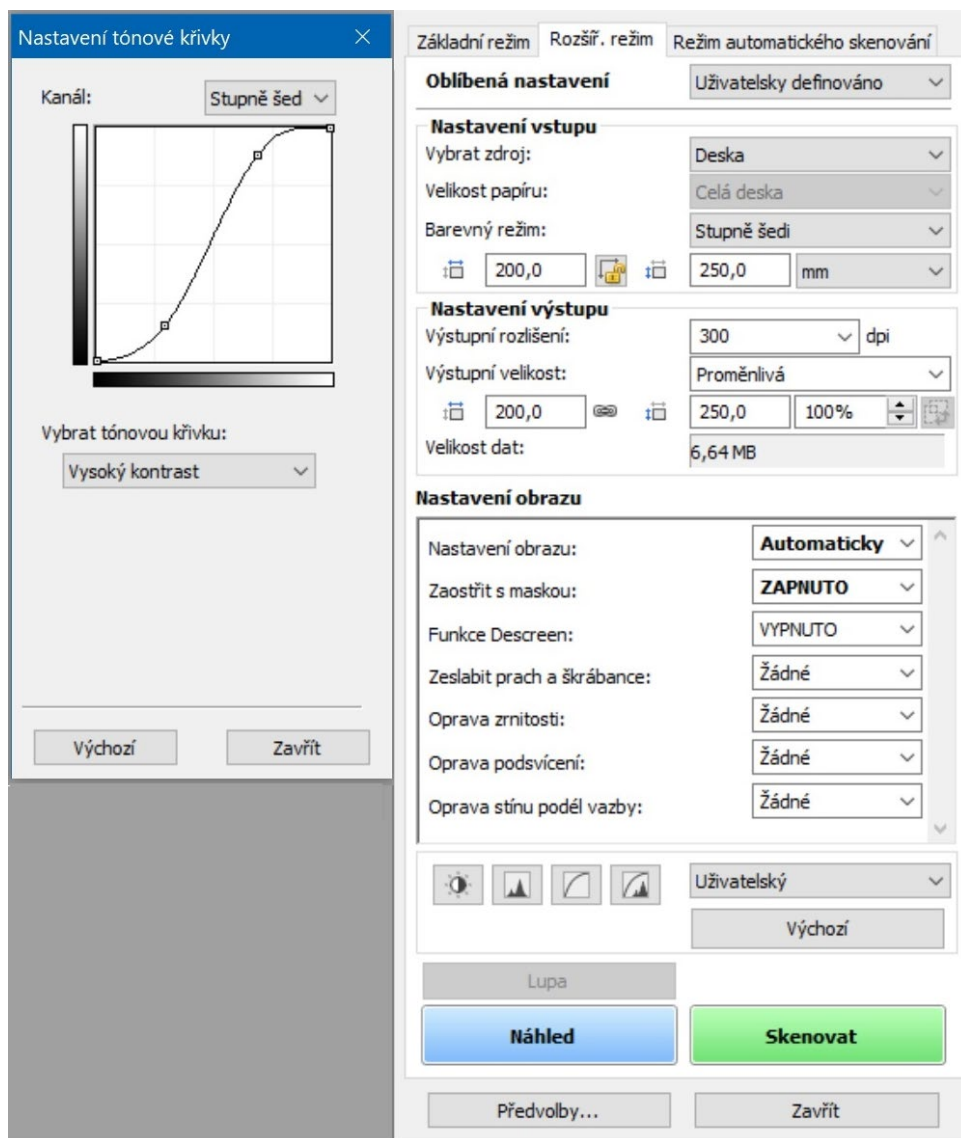 Nastavení tónové křivky
Kanál: Stupně šed
Vybrat tónovou křivku:
Vysoký kontrast
Výchozí Zavřít
Základní režim Rozšíř. režim Režim automatického skenování
Oblíbená nastavení Uživatelsky definováno
Nastavení vstupu
Vybrat zdroj: Deska
Velikost papíru: Celá deska
Barevný režim: Stupně šedi
200,0 250,0 mm
Nastavení výstupu
Výstupní rozlišení: 300 dpi
Výstupní velikost: Proměnlivá
200,0 250,0 100%
Velikost dat: 6,64 MB
Nastavení obrazu
Nastavení obrazu: Automaticky
Zaostřit s maskou: ZAPNUTO
Funkce Descreen: VYPNUTO
Zeslabit prach a škrábance: Žádné
Oprava zrnitosti: Žádné
Oprava podsvícení: Žádné
Oprava stínu podél vazby: Žádné
Uživatelský
Výchozí
Lupa
Náhled Skenovat
Předvolby... Zavřít